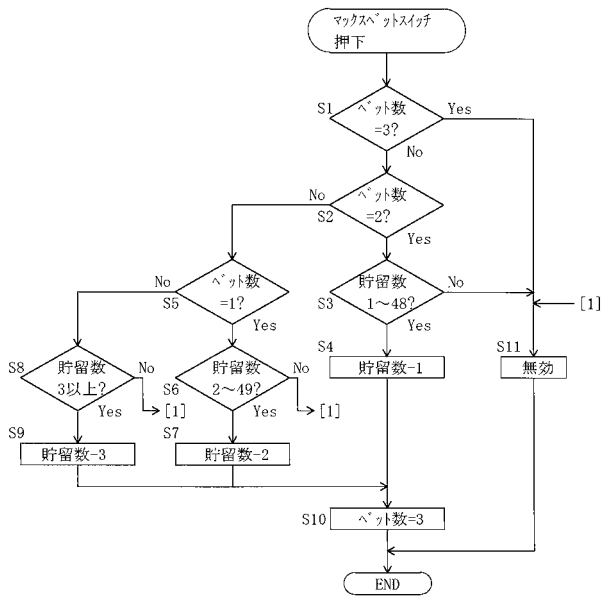 マックスベットスイッチ
押下
S1
ベット数
=3?
Yes
No
No
S2
ベット数
=2?
Yes
No
S5
ベット数
=1?
Yes
S3
貯留数
1～48?
No
Yes
[1]
S8
貯留数
3以上?
No
Yes
[1]
S6
貯留数
2～49?
No
Yes
[1]
S4
貯留数-1
S11
無効
S9
貯留数-3
S7
貯留数-2
S10
ベット数=3
END